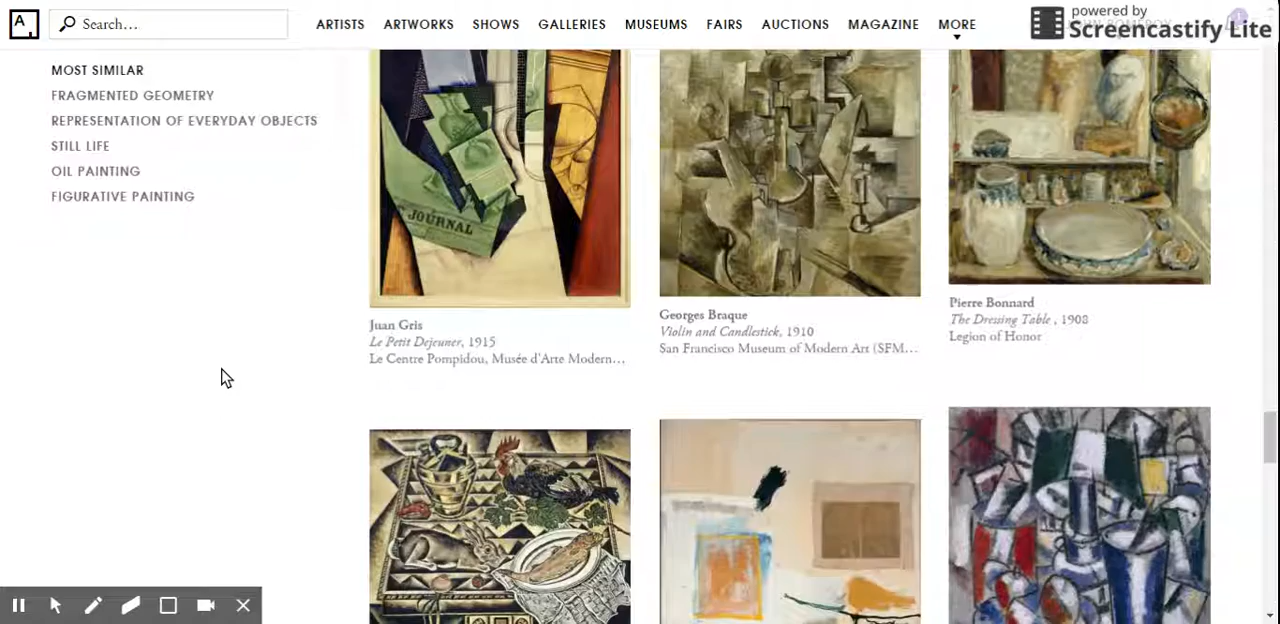 A.
Search...
ARTISTS ARTWORKS SHOWS GALLERIES MUSEUMS FAIRS AUCTIONS MAGAZINE MORE
powered by
Screencastify Lite
MOST SIMILAR
FRAGMENTED GEOMETRY
REPRESENTATION OF EVERYDAY OBJECTS
STILL LIFE
OIL PAINTING
FIGURATIVE PAINTING
JOURNAL
Juan Gris
Le Petit Dejeuner, 1915
Le Centre Pompidou, Musée d'Arte Modern...
Georges Braque
Violin and Candlestick, 1910
San Francisco Museum of Modern Art (SFM...
Pierre Bonnard
The Dressing Table , 1908
Legion of Honor